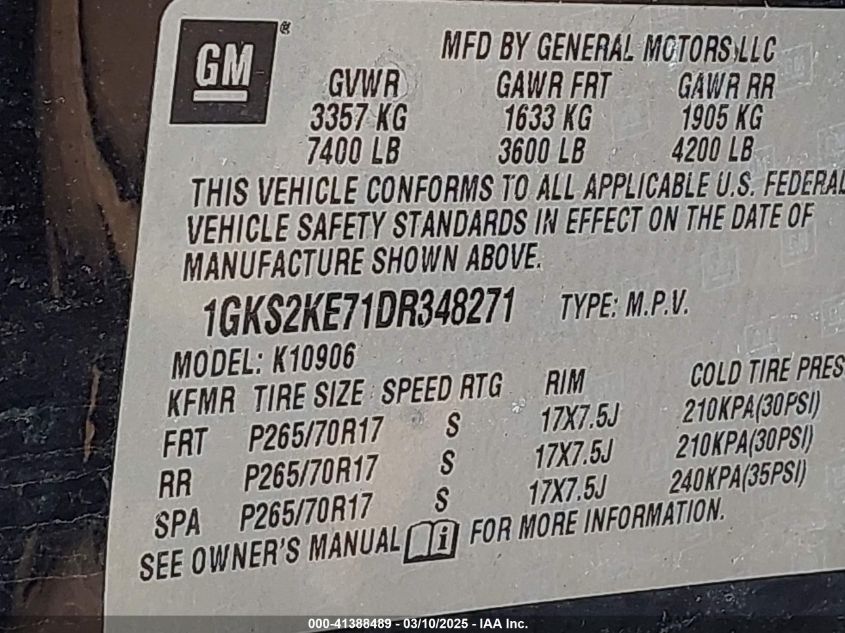 GM®
MFD BY GENERAL MOTORS LLC
GVWR GAWR FRT GAWR RR
3357 KG 1633 KG 1905 KG
7400 LB 3600 LB 4200 LB
THIS VEHICLE CONFORMS TO ALL APPLICABLE U.S. FEDERAL
VEHICLE SAFETY STANDARDS IN EFFECT ON THE DATE OF
MANUFACTURE SHOWN ABOVE.
1GKS2KE71DR348271 TYPE: M.P.V.
MODEL: K10906
KFMR TIRE SIZE SPEED RTG RIM COLD TIRE PRES
FRT P265/70R17 S 17X7.5J 210KPA(30PSI)
RR P265/70R17 S 17X7.5J 210KPA(30PSI)
SPA P265/70R17 S 17X7.5J 240KPA(35PSI)
SEE OWNER'S MANUAL i FOR MORE INFORMATION.
000-41388489 - 03/10/2025 - IAA Inc.